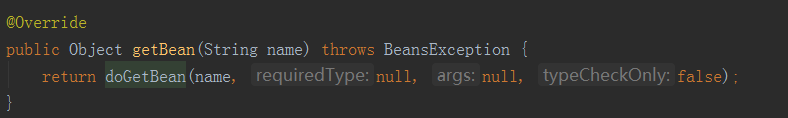 @Override
public Object getBean(String name) throws BeansException {
return doGetBean(name, requiredType: null, args: null, typeCheckOnly: false);
}